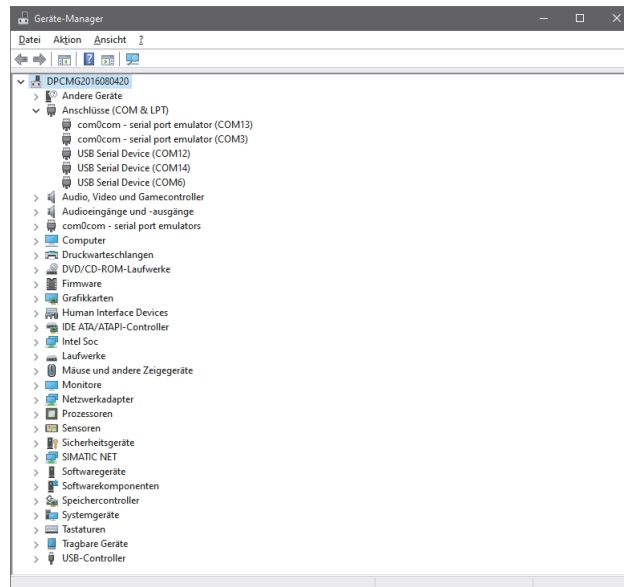 Geräte-Manager
Datei Aktion Ansicht ?
DPCMG2016080420
Andere Geräte
Anschlüsse (COM & LPT)
com0com - serial port emulator (COM13)
com0com - serial port emulator (COM3)
USB Serial Device (COM12)
USB Serial Device (COM14)
USB Serial Device (COM6)
Audio, Video und Gamecontroller
Audioeingänge und -ausgänge
com0com - serial port emulators
Computer
Druckwarteschlangen
DVD/CD-ROM-Laufwerke
Firmware
Grafikkarten
Human Interface Devices
IDE ATA/ATAPI-Controller
Intel Soc
Laufwerke
Mäuse und andere Zeigegeräte
Monitore
Netzwerkadapter
Prozessoren
Sensoren
Sicherheitsgeräte
SIMATIC NET
Softwaregeräte
Softwarekomponenten
Speichercontroller
Systemgeräte
Tastaturen
Tragbare Geräte
USB-Controller